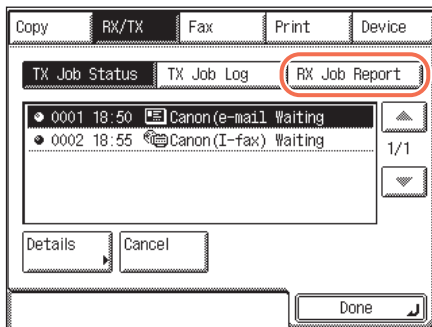 Copy RX/TX Fax Print Device
TX Job Status TX Job Log RX Job Report
0001 18:50 Canon(e-mail Waiting
0002 18:55 Canon(I-fax) Waiting
1/1
Details Cancel
Done